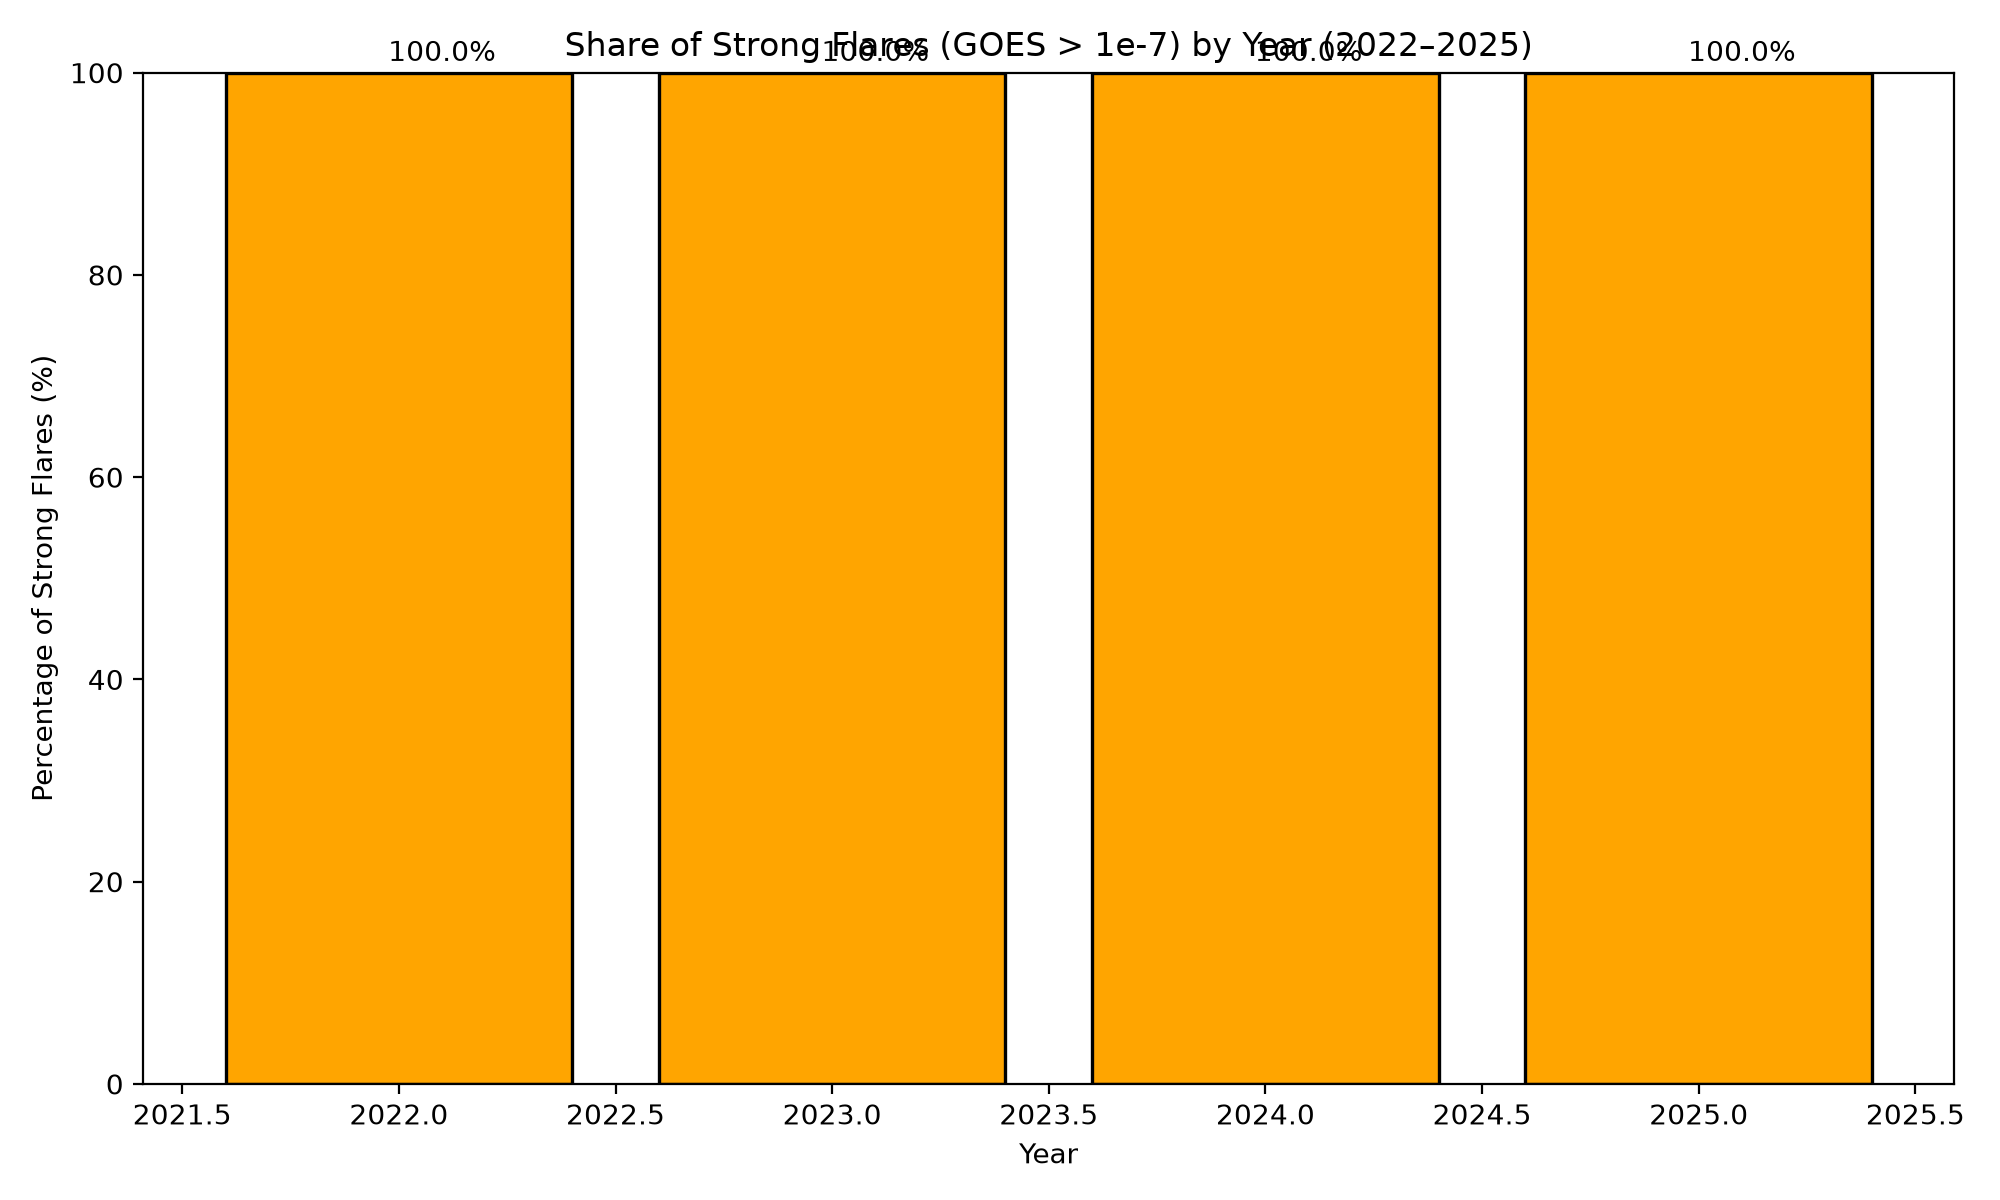 Share of Strong Flares (GOES > 1e-7) by Year (2022–2025)
100.0% 100.0% 100.0% 100.0%
100
80
60
40
20
0
Percentage of Strong Flares (%)
2021.5 2022.0 2022.5 2023.0 2023.5 2024.0 2024.5 2025.0 2025.5
Year